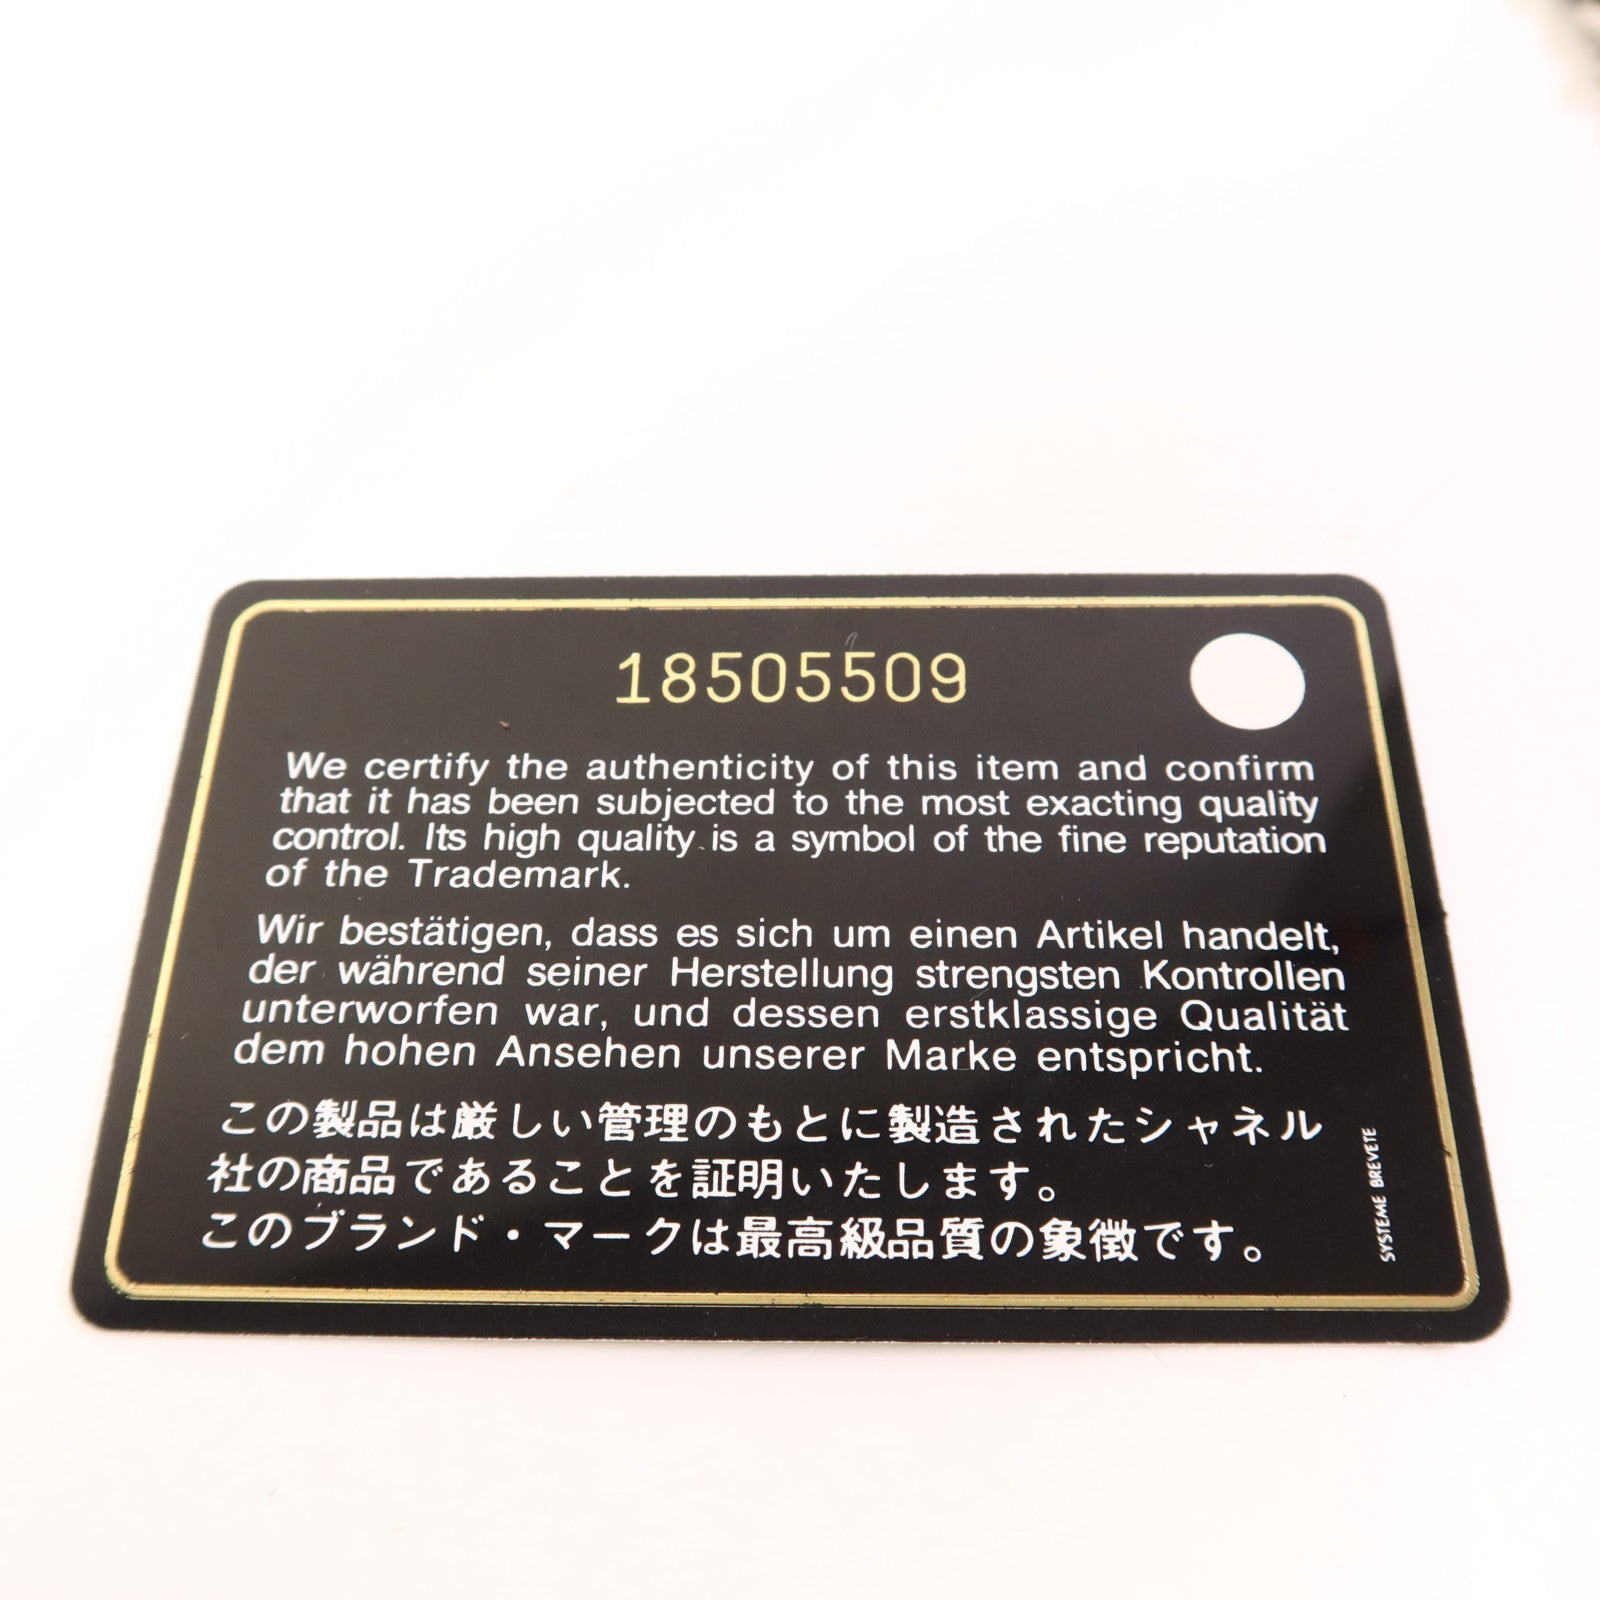 18505509
We certify the authenticity of this item and confirm
that it has been subjected to the most exacting quality
control. Its high quality is a symbol of the fine reputation
of the Trademark.
Wir bestätigen, dass es sich um einen Artikel handelt,
der während seiner Herstellung strengsten Kontrollen
unterworfen war, und dessen erstklassige Qualität
dem hohen Ansehen unserer Marke entspricht.
この製品は厳しい管理のもとに製造されたシャネル
社の商品であることを証明いたします。
このブランド・マークは最高級品質の象徴です。
SYSTEME BREVETE